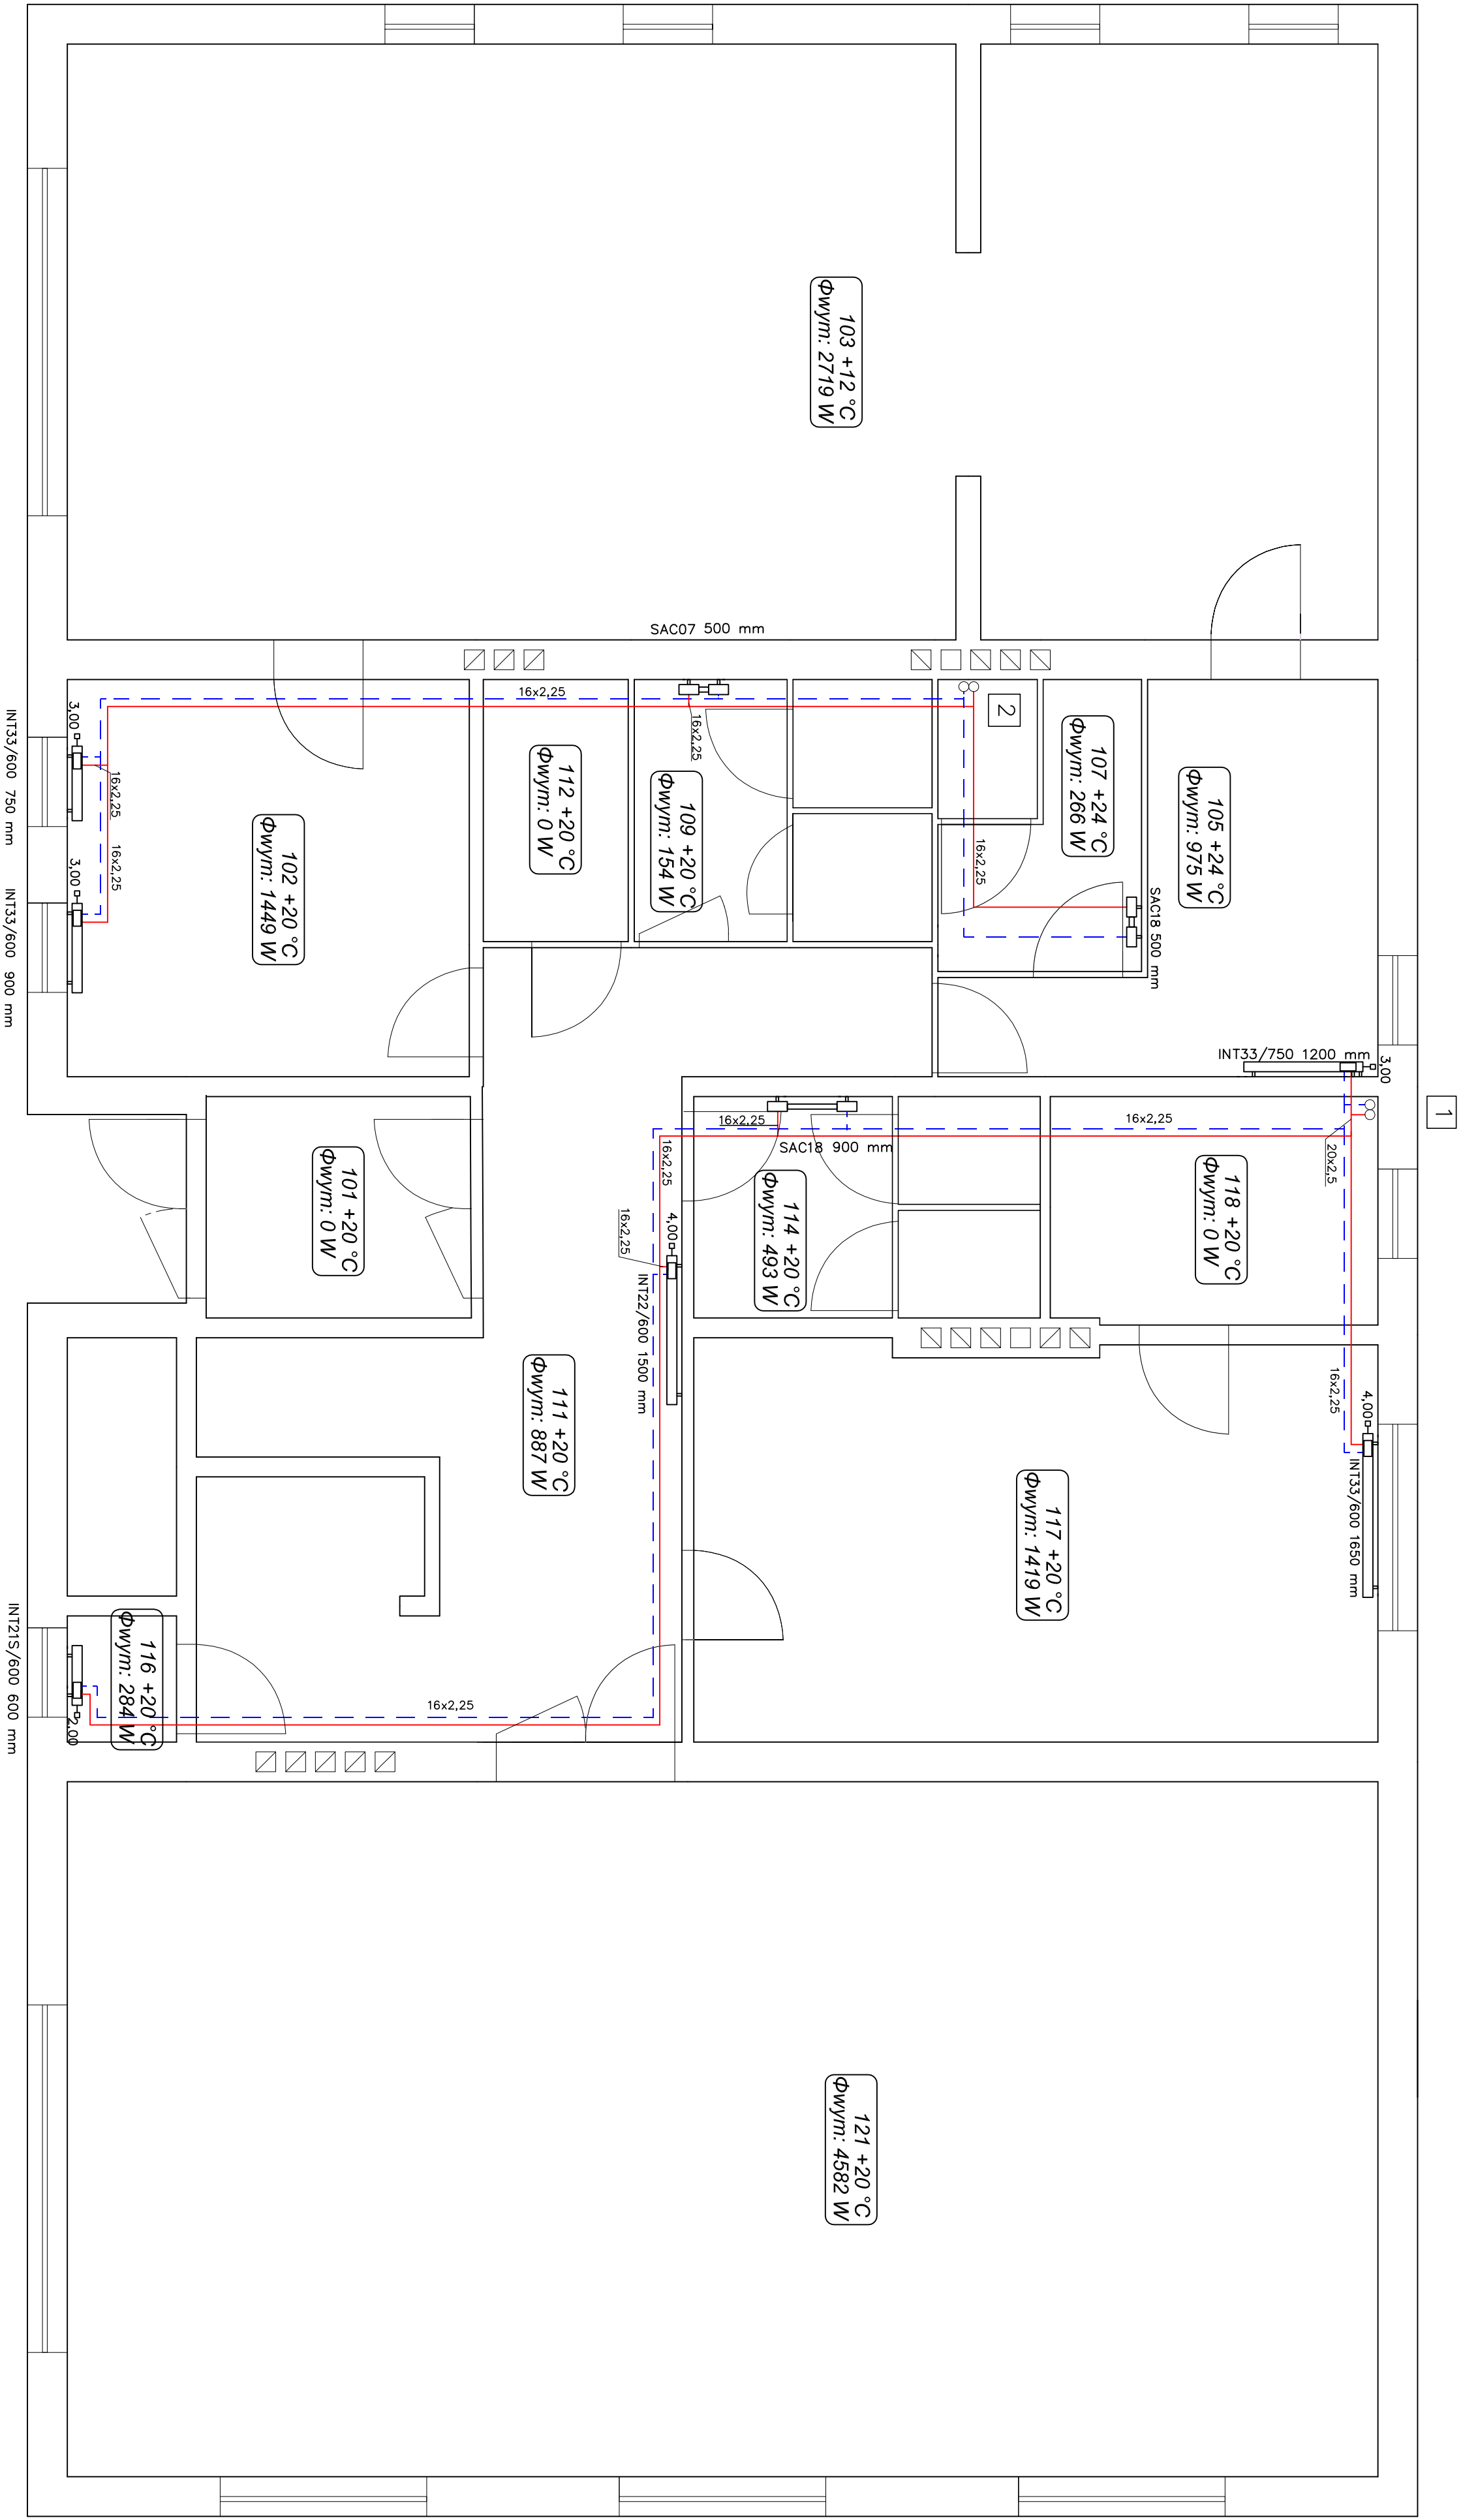 1
3,00
INT33/750 1200 mm
20x2,5
16x2,25
118 +20 °C
Φwym: 0 W
16x2,25
4,00
INT33/600 1650 mm
105 +24 °C
Φwym: 975 W
SAC18 500 mm
107 +24 °C
Φwym: 266 W
2
16x2,25
117 +20 °C
Φwym: 1419 W
103 +12 °C
Φwym: 2719 W
121 +20 °C
Φwym: 4582 W
SAC07 500 mm
16x2,25
109 +20 °C
Φwym: 154 W
SAC18 900 mm
16x2,25
114 +20 °C
Φwym: 493 W
16x2,25
4,00
16x2,25
INT22/600 1500 mm
16x2,25
112 +20 °C
Φwym: 0 W
111 +20 °C
Φwym: 887 W
16x2,25
101 +20 °C
Φwym: 0 W
102 +20 °C
Φwym: 1449 W
16x2,25
16x2,25
116 +20 °C
Φwym: 284 W
3,00
3,00
2,00
INT33/600 750 mm
INT33/600 900 mm
INT21S/600 600 mm